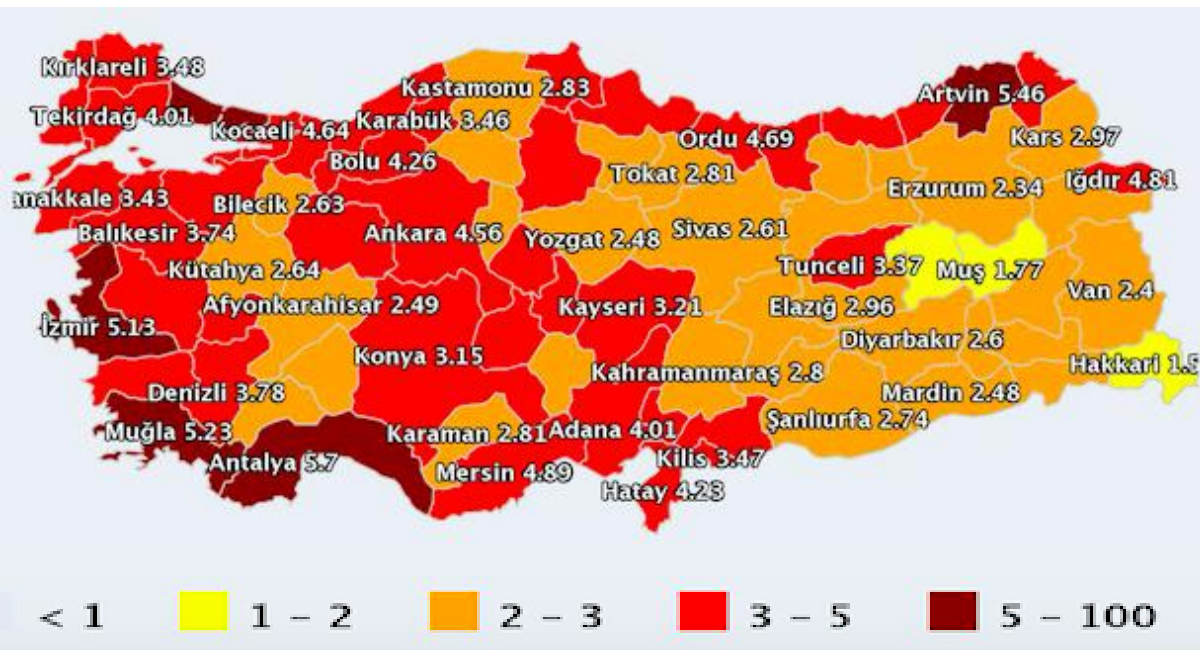 Kırklareli 3.48
Kastamonu 2.83
Artvin 5.46
Tekirdağ 4.01
Kocaeli 4.64
Karabük 3.46
Ordu 4.69
Kars 2.97
Bolu 4.26
Tokat 2.81
Erzurum 2.34
Iğdır 4.81
anakkale 3.43
Bilecik 2.63
Balıkesir 3.74
Ankara 4.56
Yozgat 2.48
Sivas 2.61
Kütahya 2.64
Tunceli 3.37
Muş 1.77
Afyonkarahisar 2.49
Kayseri 3.21
Elazığ 2.96
Van 2.4
İzmir 5.13
Diyarbakır 2.6
Konya 3.15
Hakkari 1.5
Kahramanmaraş 2.8
Denizli 3.78
Mardin 2.48
Şanlıurfa 2.74
Muğla 5.23
Karaman 2.81
Adana 4.01
Antalya 5.7
Mersin 4.89
Kilis 3.47
Hatay 4.23
< 1 1 – 2 2 – 3 3 – 5 5 – 100